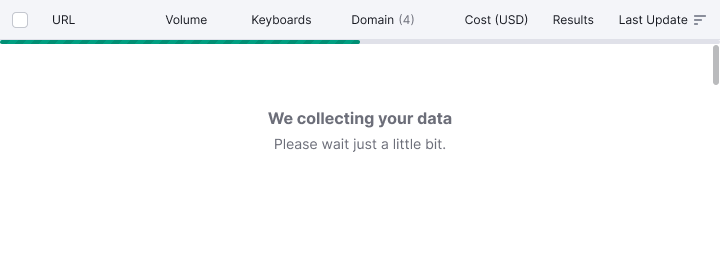 URL Volume Keyboards Domain (4) Cost (USD) Results Last Update
We collecting your data
Please wait just a little bit.